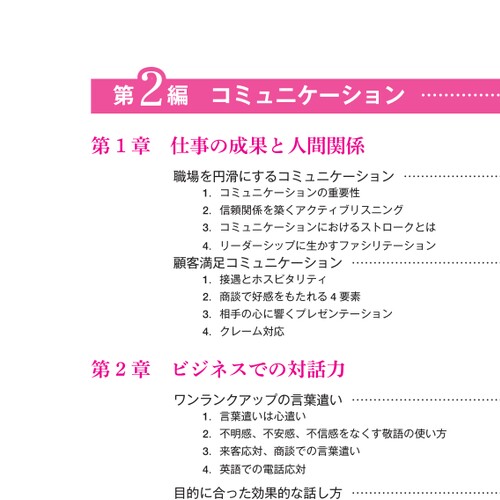 第2編 コミュニケーション ……………
第1章 仕事の成果と人間関係
職場を円滑にするコミュニケーション ……………
1. コミュニケーションの重要性
2. 信頼関係を築くアクティブリスニング
3. コミュニケーションにおけるストロークとは
4. リーダーシップに生かすファシリテーション
顧客満足コミュニケーション ……………
1. 接遇とホスピタリティ
2. 商談で好感をもたれる4要素
3. 相手の心に響くプレゼンテーション
4. クレーム対応
第2章 ビジネスでの対話力
ワンランクアップの言葉遣い ……………
1. 言葉遣いは心遣い
2. 不明感、不安感、不信感をなくす敬語の使い方
3. 来客応対、商談での言葉遣い
4. 英語での電話応対
目的に合った効果的な話し方 ……………